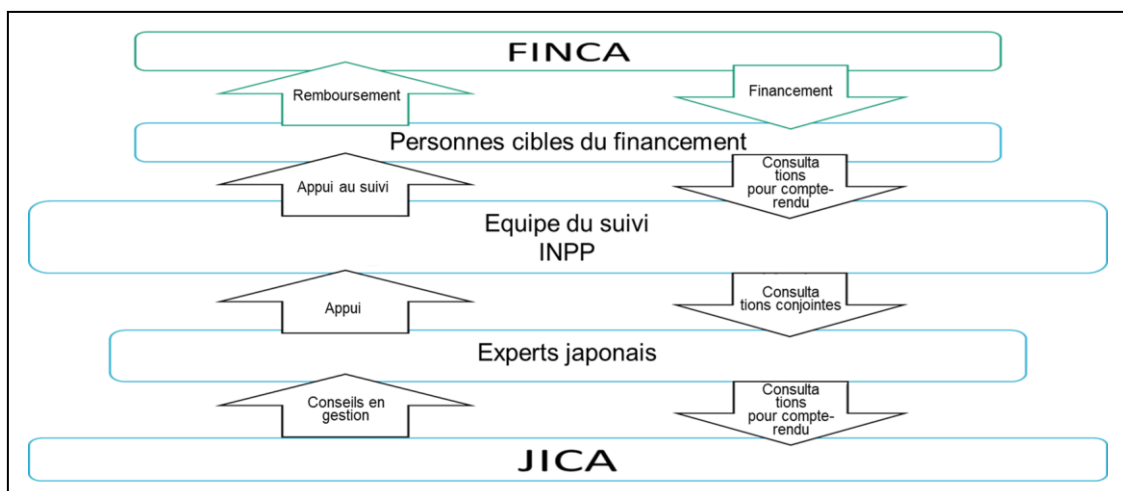 FINCA
Remboursement
Financement
Personnes cibles du financement
Appui au suivi
Consulta
tions
pour compte-
rendu
Equipe du suivi
INPP
Appui
Consulta
tions conjointes
Experts japonais
Conseils en
gestion
Consulta
tions
pour compte-
rendu
JICA